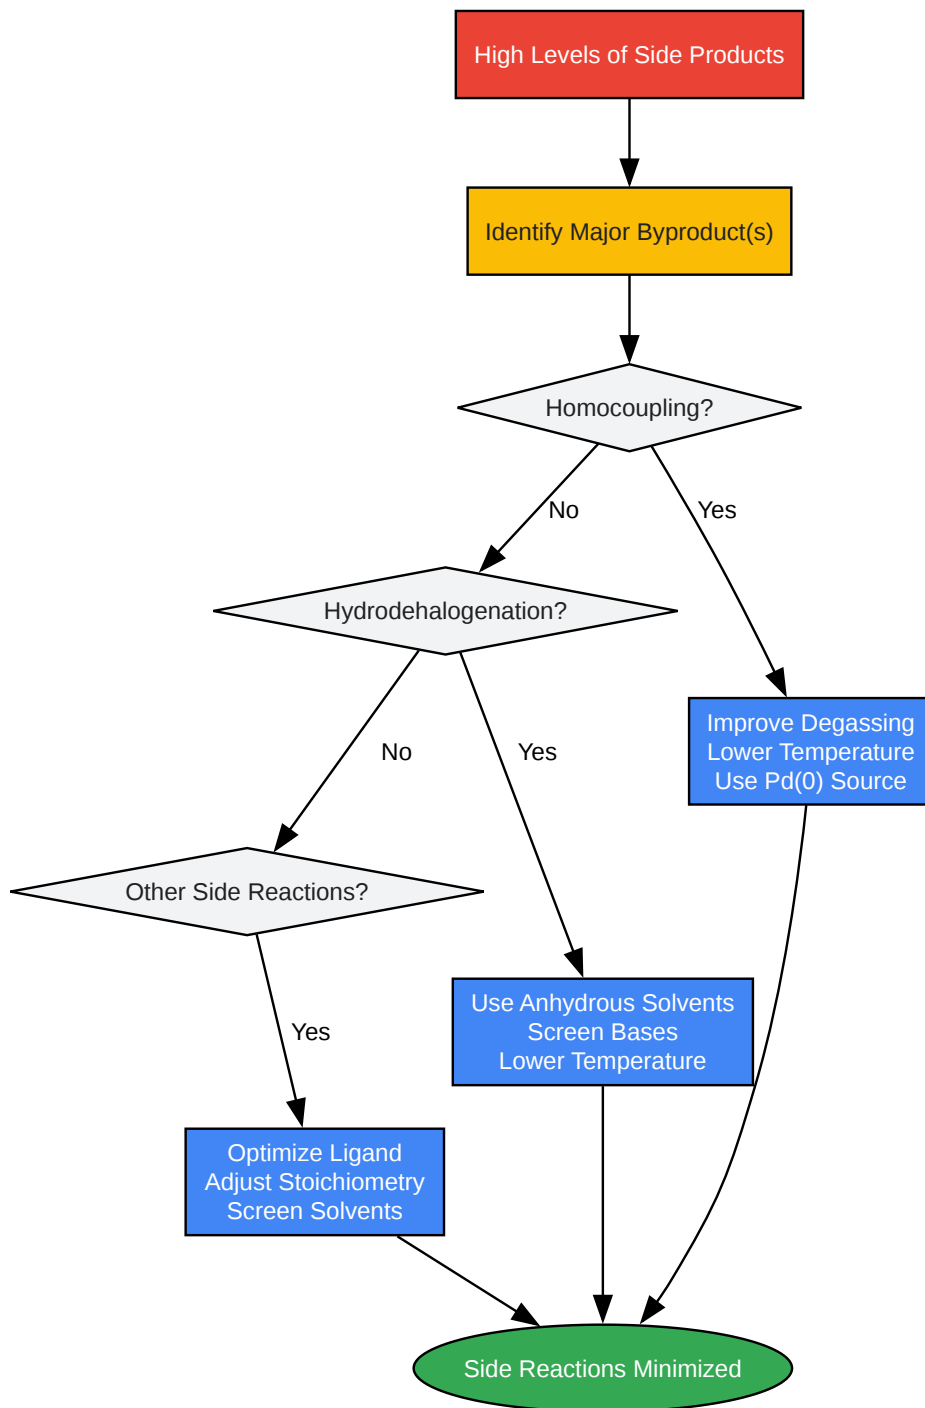 High Levels of Side Products
Identify Major Byproduct(s)
Homocoupling?
No
Yes
Hydrodehalogenation?
Improve Degassing
Lower Temperature
Use Pd(0) Source
No
Yes
Other Side Reactions?
Use Anhydrous Solvents
Screen Bases
Lower Temperature
Yes
Optimize Ligand
Adjust Stoichiometry
Screen Solvents
Side Reactions Minimized